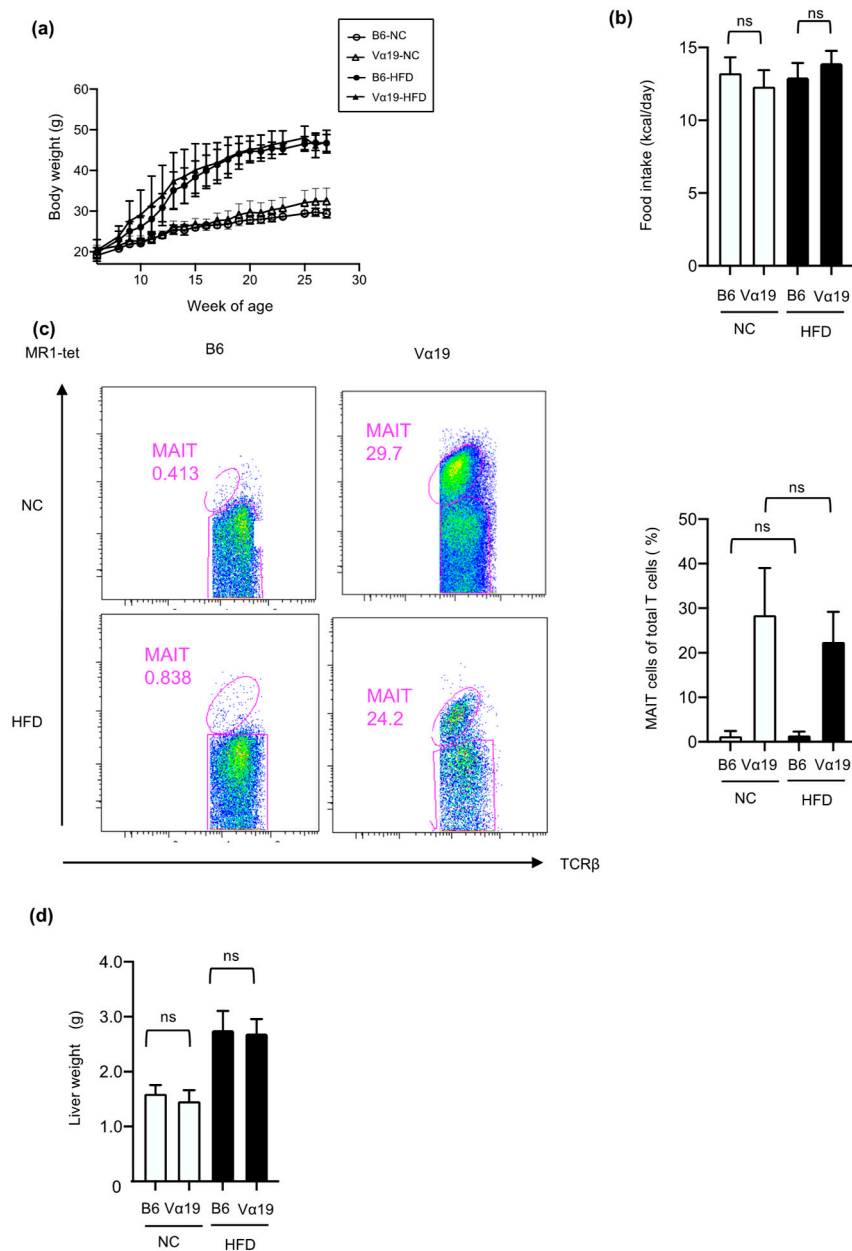 (a)
B6-NC
Vα19-NC
B6-HFD
Vα19-HFD
60
50
40
30
20
Body weight (g)
10 15 20 25 30
Week of age
(b)
ns ns
15
10
5
0
Food intake (kcal/day)
B6 Vα19 B6 Vα19
NC HFD
(c)
MR1-tet
B6 Vα19
NC
MAIT
0.413
MAIT
29.7
HFD
MAIT
0.838
MAIT
24.2
TCRβ
ns
ns
50
40
30
20
10
0
MAIT cells of total T cells ( %)
B6 Vα19 B6 Vα19
NC HFD
(d)
ns
ns
4.0
3.0
2.0
1.0
0
Liver weight (g)
B6 Vα19 B6 Vα19
NC HFD